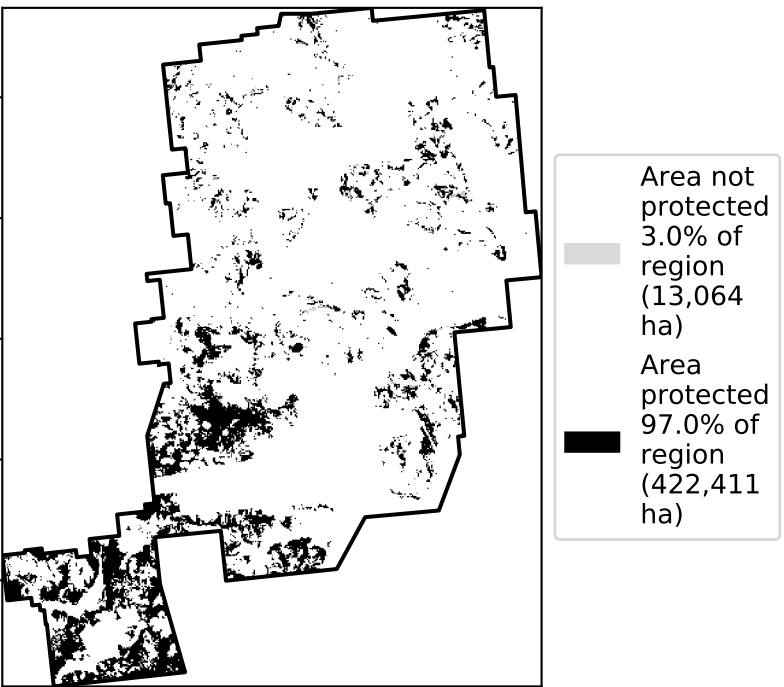 Area not
protected
3.0% of
region
(13,064
ha)
Area
protected
97.0% of
region
(422,411
ha)